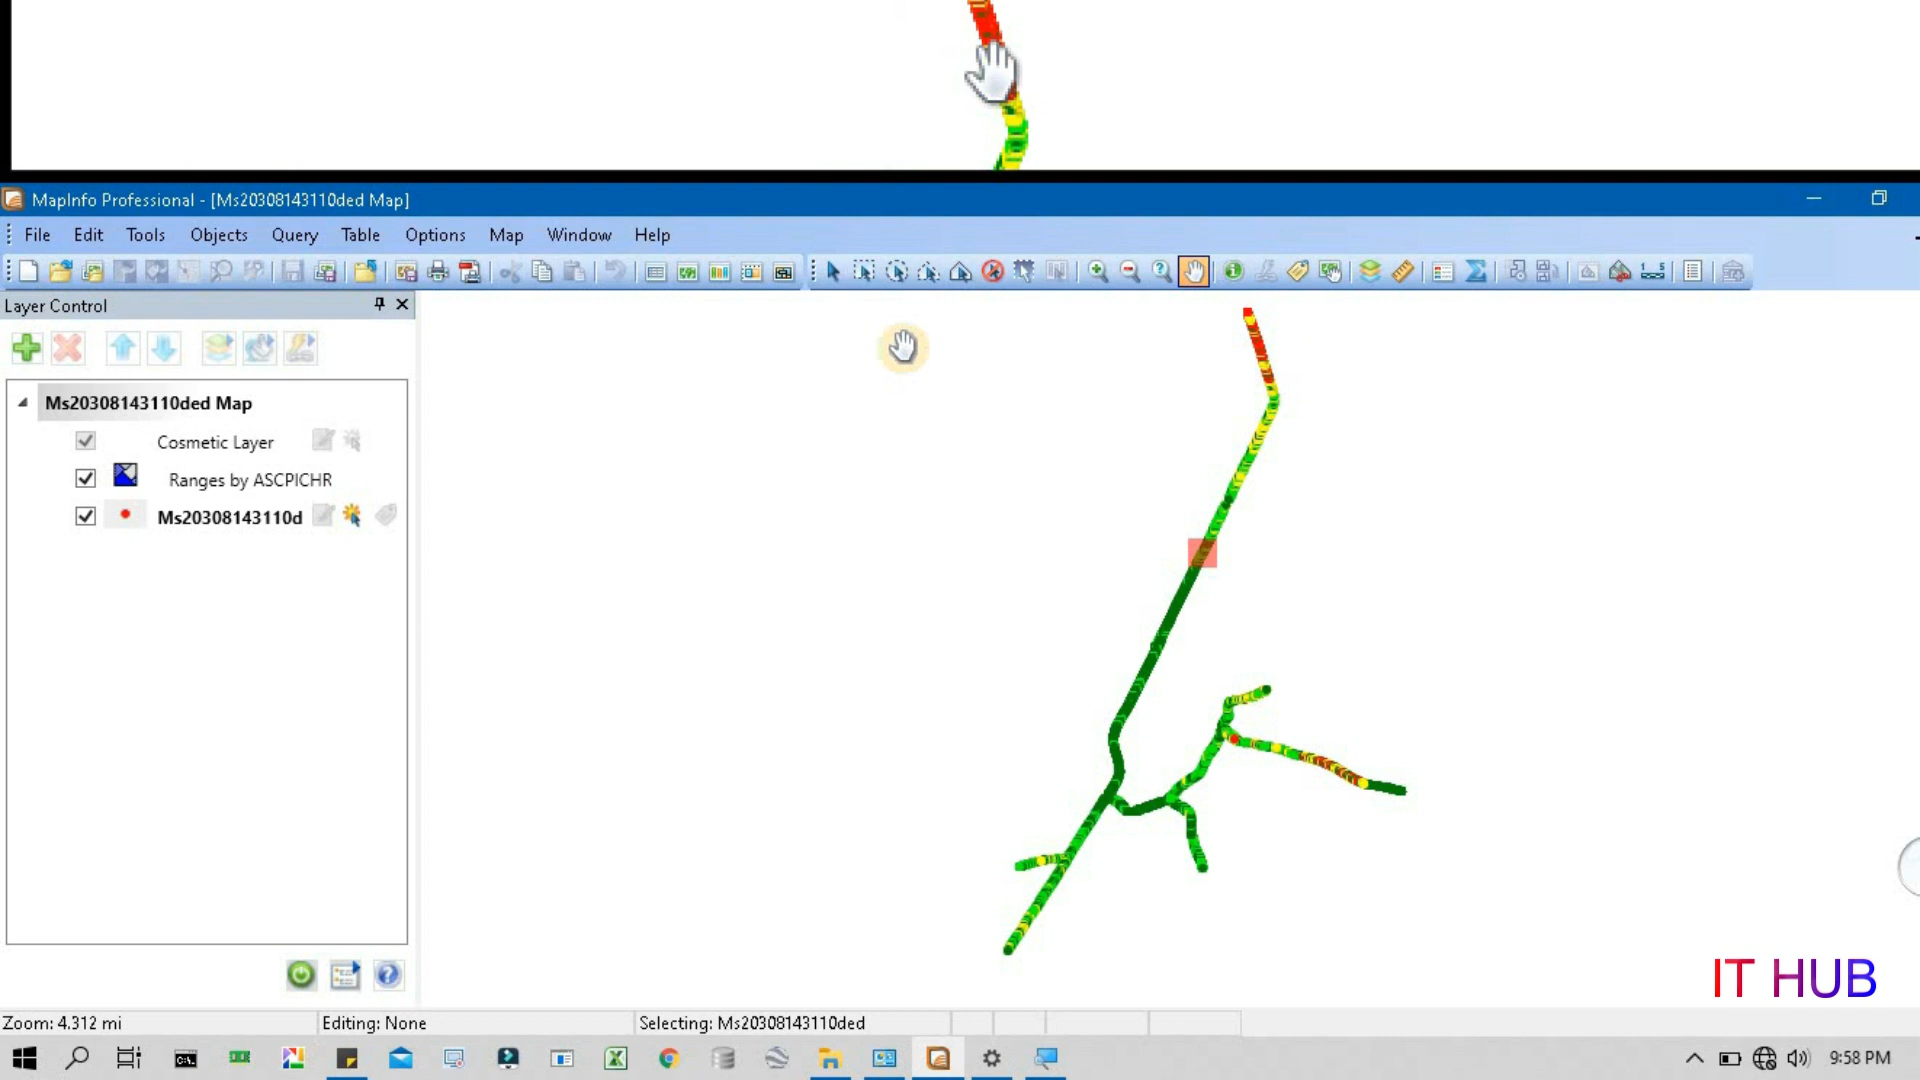 MapInfo Professional - [Ms20308143110ded Map]
File Edit Tools Objects Query Table Options Map Window Help
Layer Control
Ms20308143110ded Map
Cosmetic Layer
Ranges by ASCPICHR
Ms20308143110d
IT HUB
Zoom: 4.312 mi Editing: None Selecting: Ms20308143110ded
9:58 PM